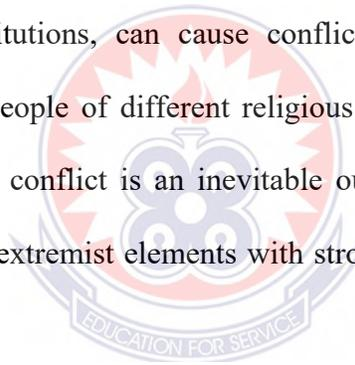 itutions, can cause conflic
eople of different religious
conflict is an inevitable ou
extremist elements with stro
EDUCATION FOR SERVICE